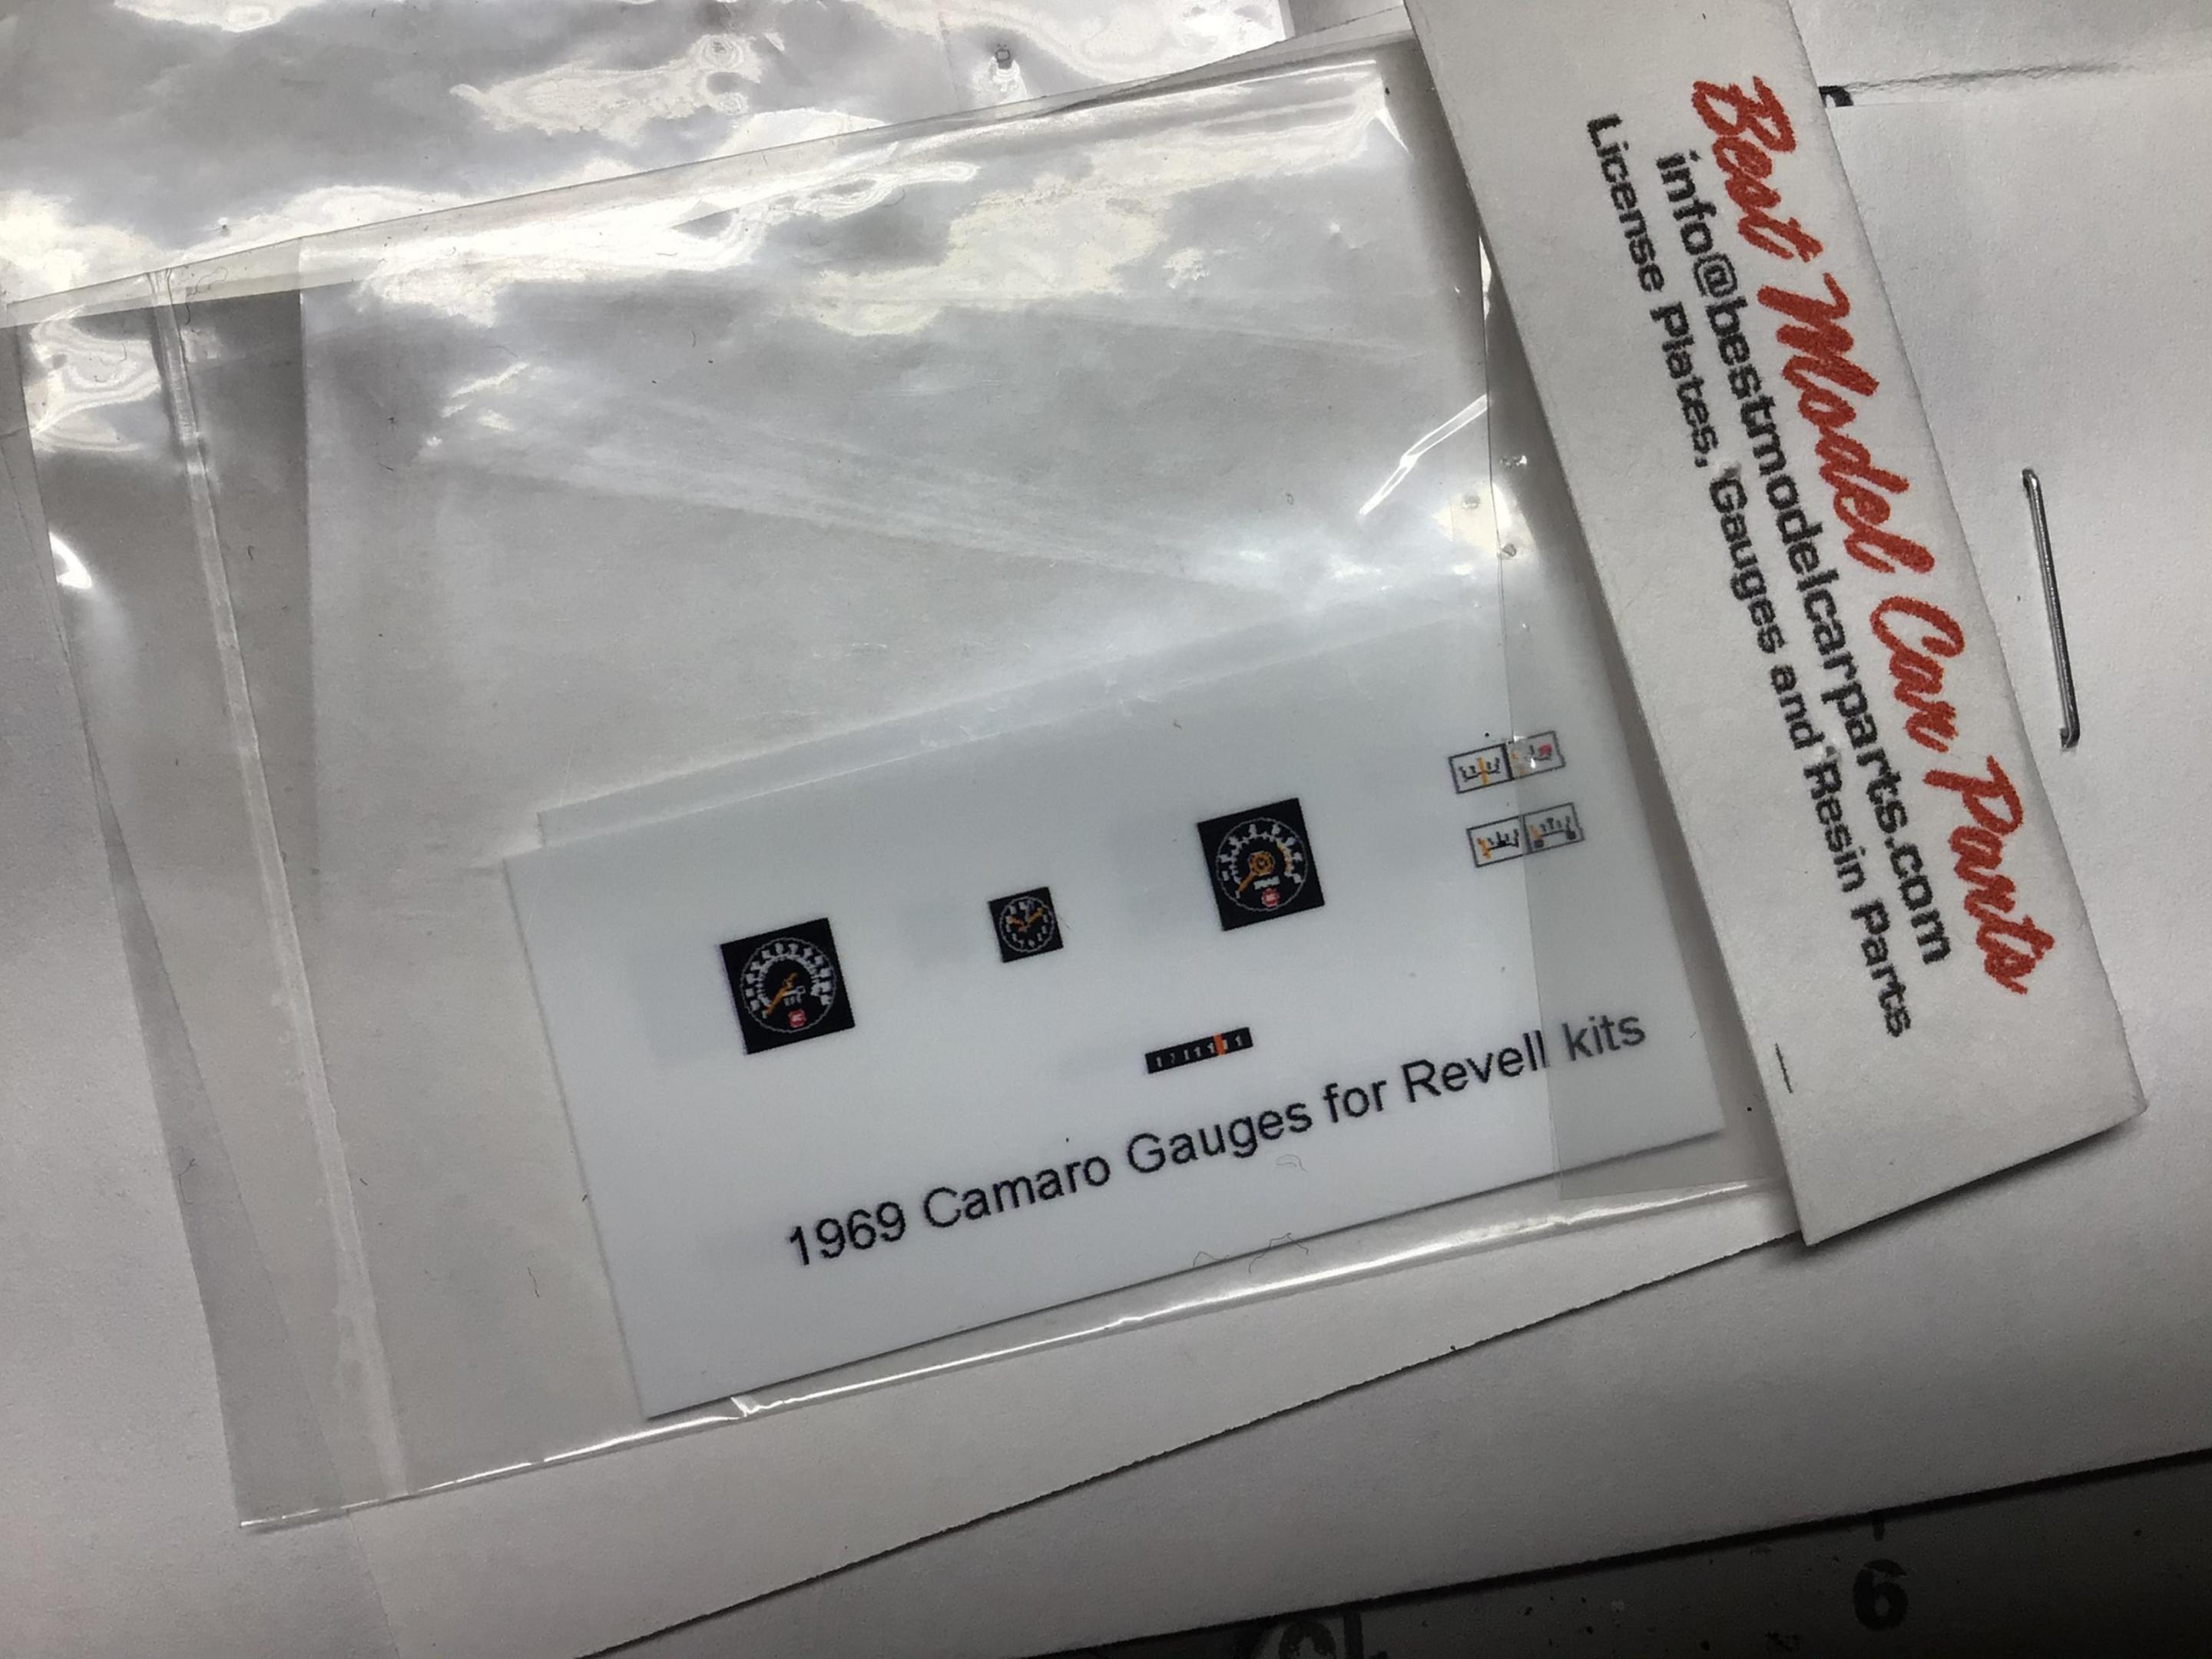 Best Model Car Parts
info@bestmodelcarparts.com
License Plates, Gauges and Resin Parts
1969 Camaro Gauges for Revell kits
6